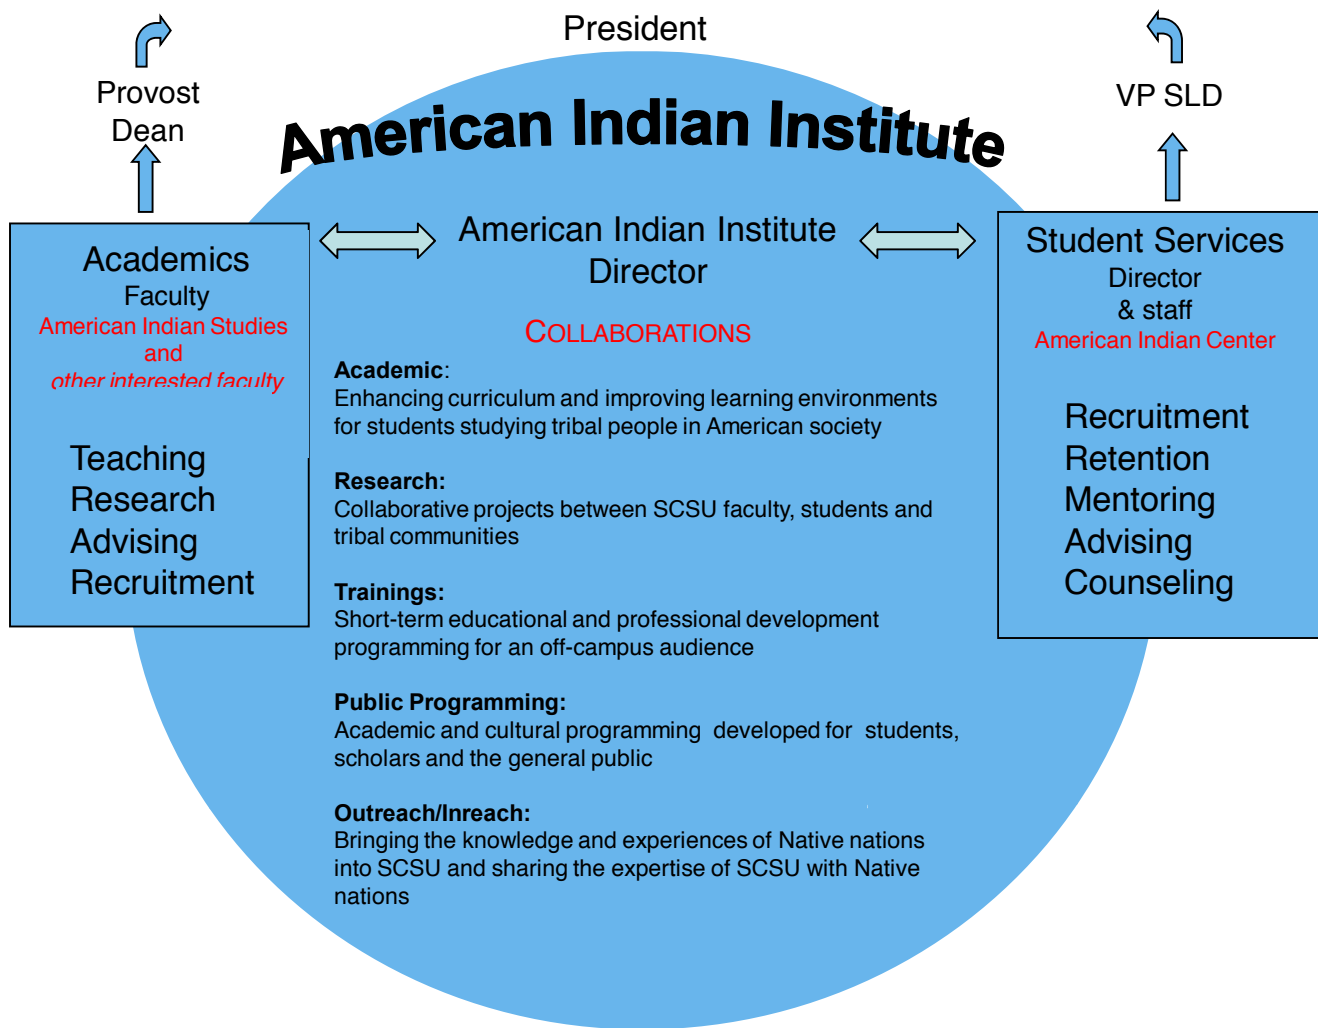 President
Provost
Dean
VP SLD
American Indian Institute
American Indian Institute
Director
Academics
Faculty
American Indian Studies
and
other interested faculty
Teaching
Research
Advising
Recruitment
COLLABORATIONS
Academic:
Enhancing curriculum and improving learning environments
for students studying tribal people in American society
Research:
Collaborative projects between SCSU faculty, students and
tribal communities
Trainings:
Short-term educational and professional development
programming for an off-campus audience
Public Programming:
Academic and cultural programming developed for students,
scholars and the general public
Outreach/Inreach:
Bringing the knowledge and experiences of Native nations
into SCSU and sharing the expertise of SCSU with Native
nations
Student Services
Director
& staff
American Indian Center
Recruitment
Retention
Mentoring
Advising
Counseling